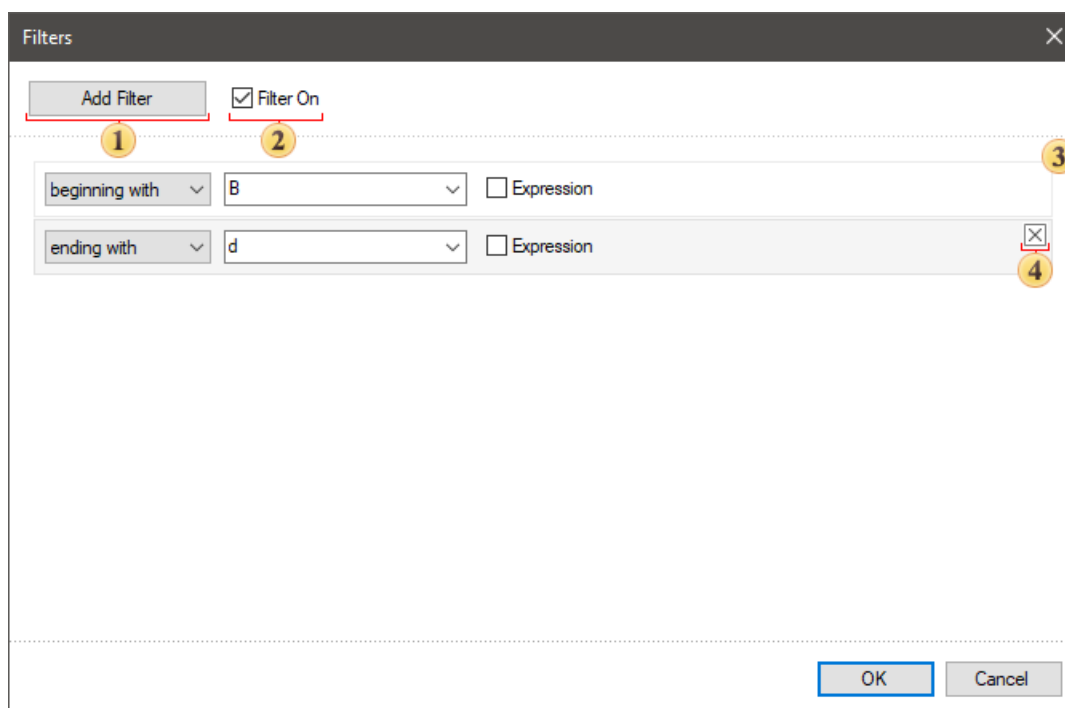 Filters
Add Filter Filter On
1 2
3
beginning with B Expression
ending with d Expression
4
OK Cancel